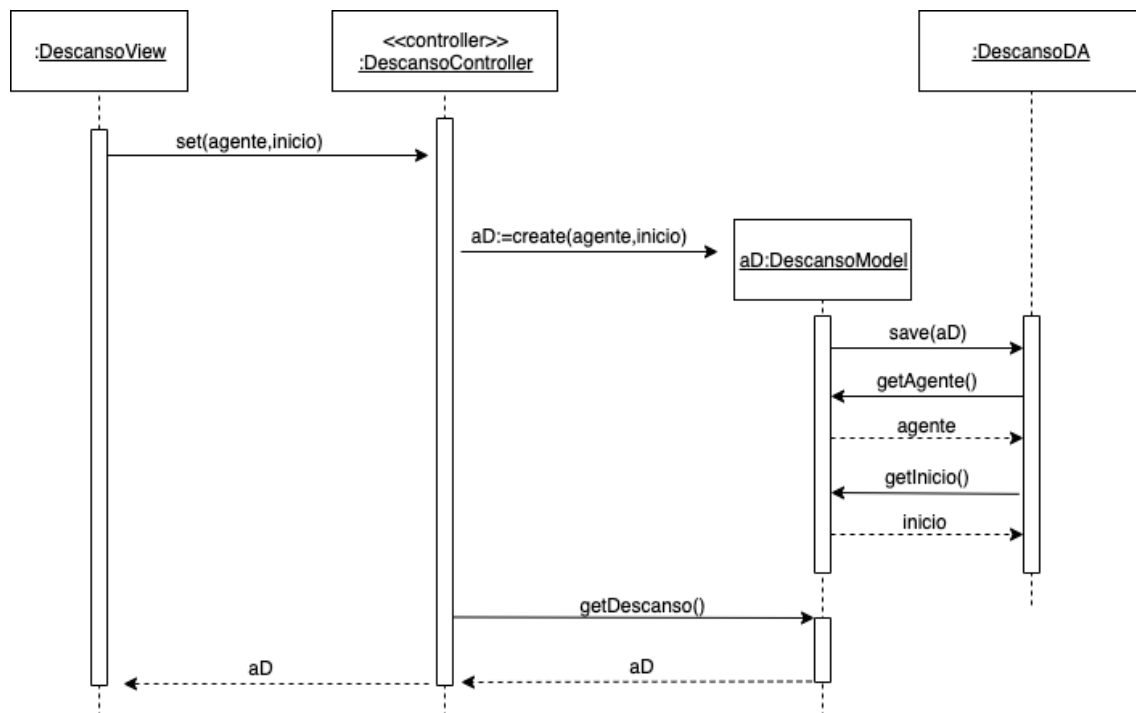 :DescansoView
<<controller>>
:DescansoController
:DescansoDA
set(agente,inicio)
aD:=create(agente,inicio)
aD:DescansoModel
save(aD)
getAgente()
agente
getInicio()
inicio
getDescanso()
aD
aD